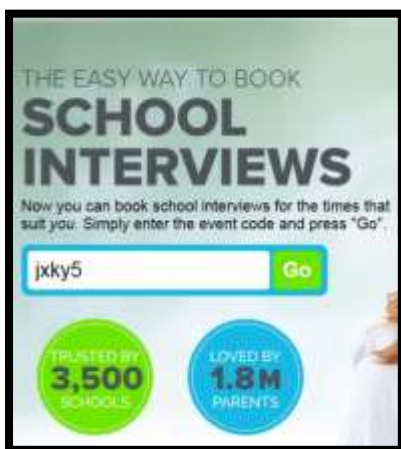 THE EASY WAY TO BOOK
SCHOOL
INTERVIEWS
Now you can book school interviews for the times that
suit you. Simply enter the event code and press "Go".
jxky5 Go
TRUSTED BY
3,500
SCHOOLS
LOVED BY
1.8M
PARENTS